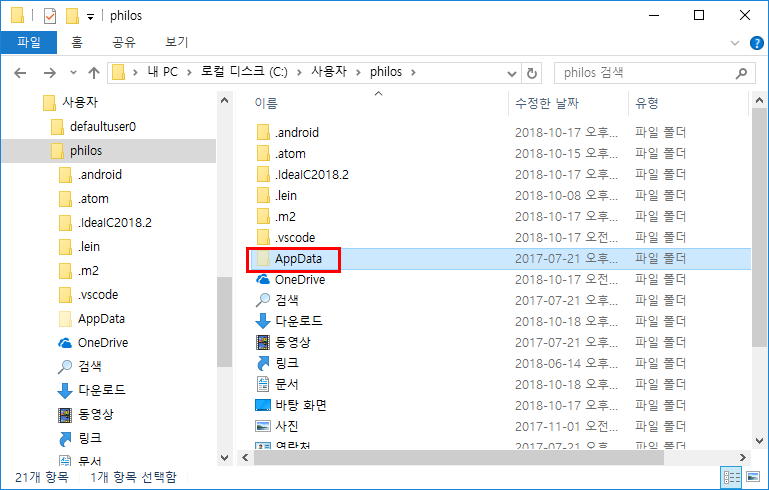 philos
파일 홈 공유 보기
내 PC 로컬 디스크 (C:) 사용자 philos
philos 검색
사용자
defaultuser0
philos
.android
.atom
.IdeaIC2018.2
.lein
.m2
.vscode
AppData
OneDrive
검색
다운로드
동영상
링크
문서
이름 수정한 날짜 유형
.android 2018-10-17 오후... 파일 폴더
.atom 2018-10-15 오후... 파일 폴더
.IdeaIC2018.2 2018-10-17 오후... 파일 폴더
.lein 2018-10-08 오후... 파일 폴더
.m2 2018-10-17 오후... 파일 폴더
.vscode 2018-10-17 오전... 파일 폴더
AppData 2017-07-21 오후... 파일 폴더
OneDrive 2018-10-17 오후... 파일 폴더
검색 2017-07-21 오후... 파일 폴더
다운로드 2018-10-18 오후... 파일 폴더
동영상 2017-07-21 오후... 파일 폴더
링크 2018-06-14 오후... 파일 폴더
문서 2018-10-18 오후... 파일 폴더
바탕 화면 2018-10-17 오후... 파일 폴더
사진 2017-11-01 오전... 파일 폴더
연락처 2017-07-21 오후... 파일 폴더
21개 항목 1개 항목 선택함